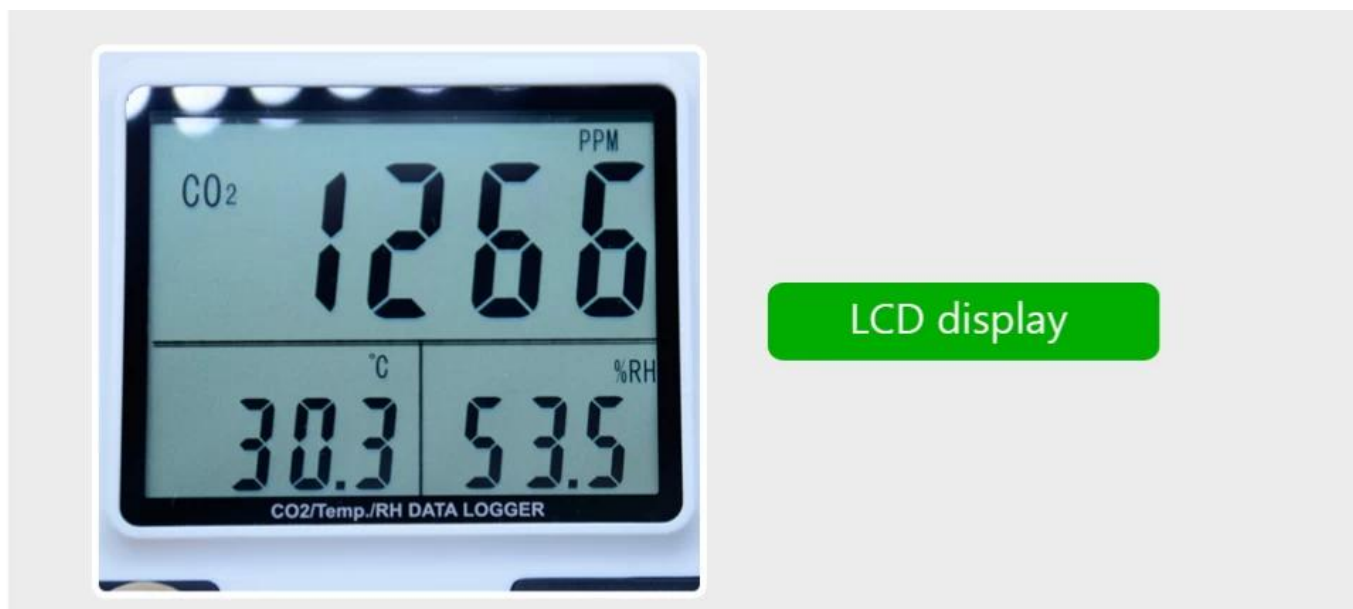 PPM
CO2 1266
°C %RH
30.3 53.5
CO2/Temp./RH DATA LOGGER
LCD display